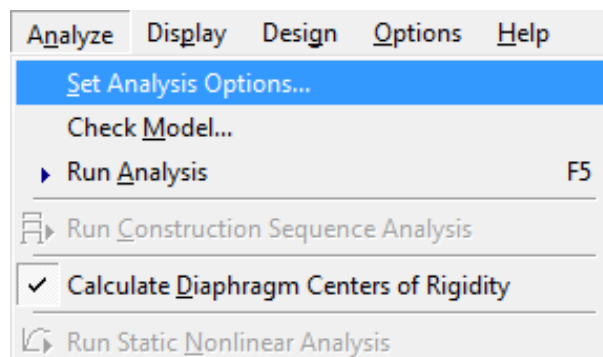 Analyze Display Design Options Help
Set Analysis Options...
Check Model...
Run Analysis F5
Run Construction Sequence Analysis
Calculate Diaphragm Centers of Rigidity
Run Static Nonlinear Analysis